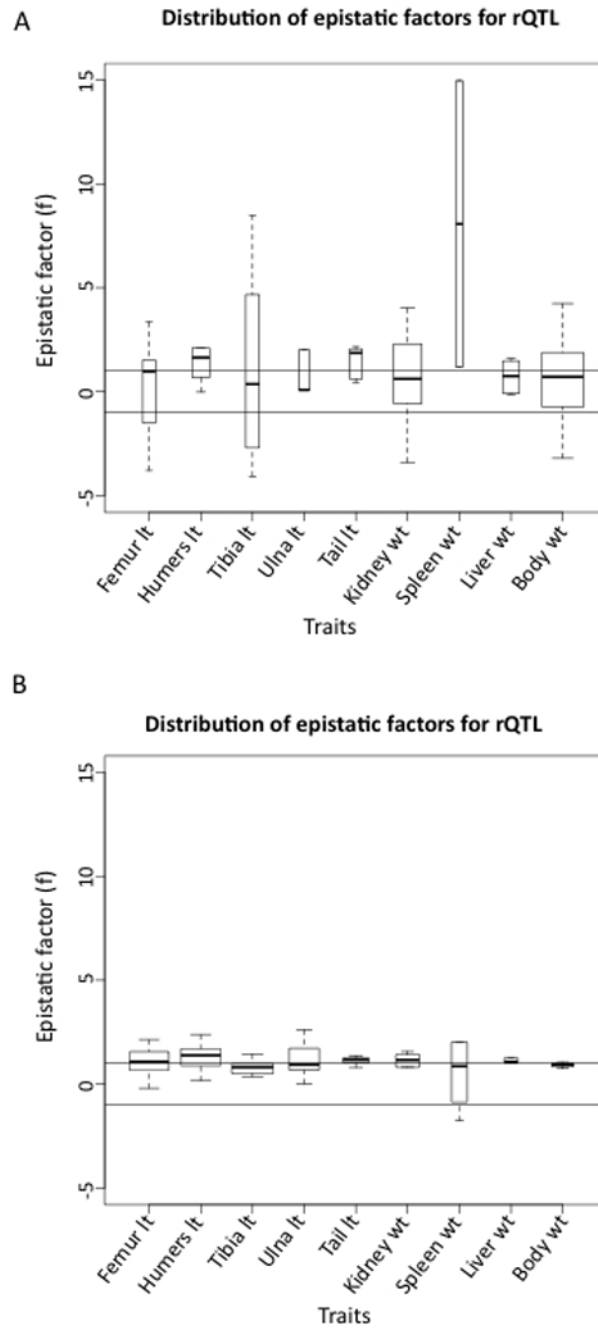 A
Distribution of epistatic factors for rQTL
15
10
5
0
-5
Epistatic factor (f)
Femur lt
Humers lt
Tibia lt
Ulna lt
Tail lt
Kidney wt
Spleen wt
Liver wt
Body wt
Traits
B
Distribution of epistatic factors for rQTL
15
10
5
0
-5
Epistatic factor (f)
Femur lt
Humers lt
Tibia lt
Ulna lt
Tail lt
Kidney wt
Spleen wt
Liver wt
Body wt
Traits